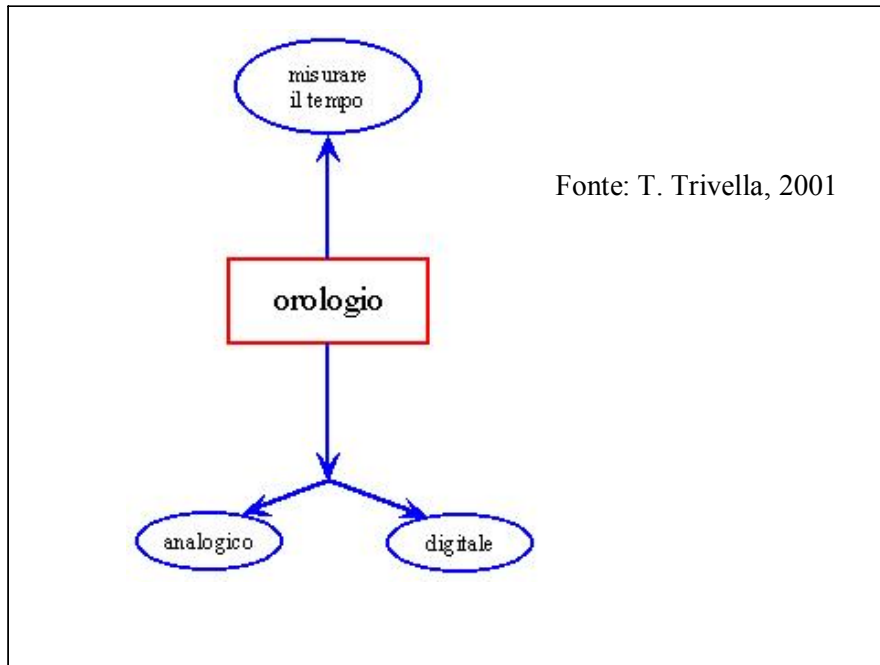 misurare
il tempo
Fonte: T. Trivella, 2001
orologio
analogico
digitale